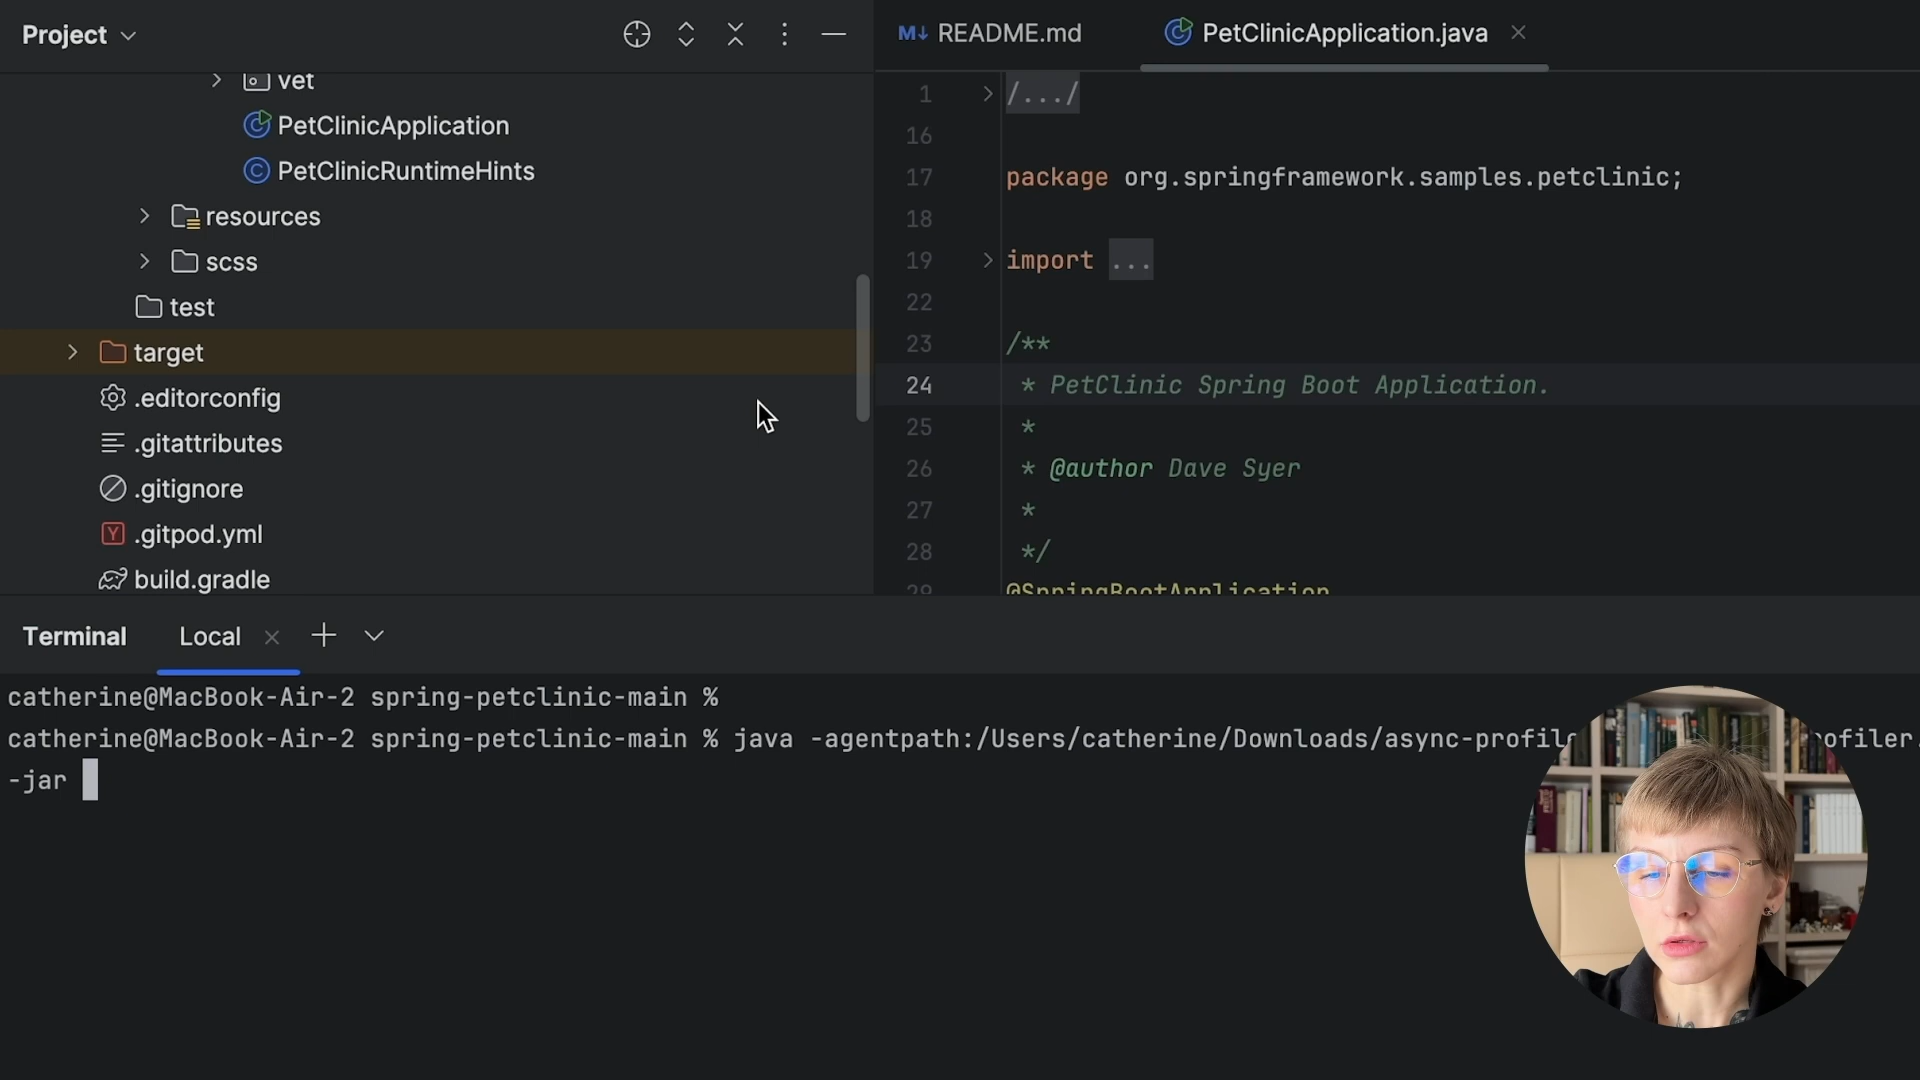 Project
vet
PetClinicApplication
PetClinicRuntimeHints
resources
scss
test
target
.editorconfig
.gitattributes
.gitignore
.gitpod.yml
build.gradle
README.md
PetClinicApplication.java
1 /.../
16
17 package org.springframework.samples.petclinic;
18
19 import ...
22
23 /**
24 * PetClinic Spring Boot Application.
25 *
26 * @author Dave Syer
27 *
28 */
29 @SpringBootApplication
Terminal Local
catherine@MacBook-Air-2 spring-petclinic-main %
catherine@MacBook-Air-2 spring-petclinic-main % java -agentpath:/Users/catherine/Downloads/async-profile
-jar